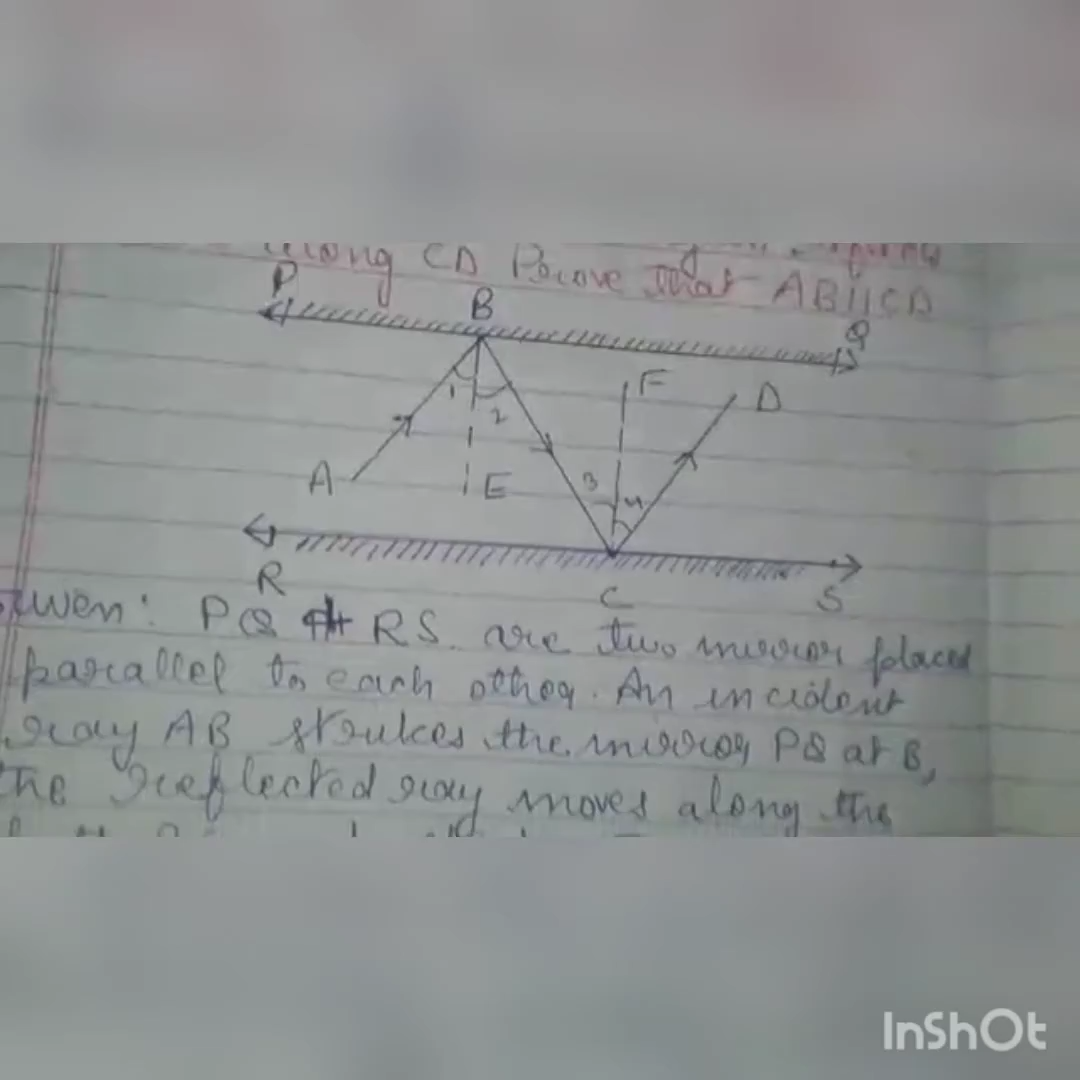 along CD Prove that AB||CD
P
B
Q
F
D
1
2
A
E
3
4
R
C
S
Given: PQ || RS. are two mirror placed
parallel to each other. An incident
ray AB strukes the mirror PQ at B,
the reflected ray moves along the
InShOt